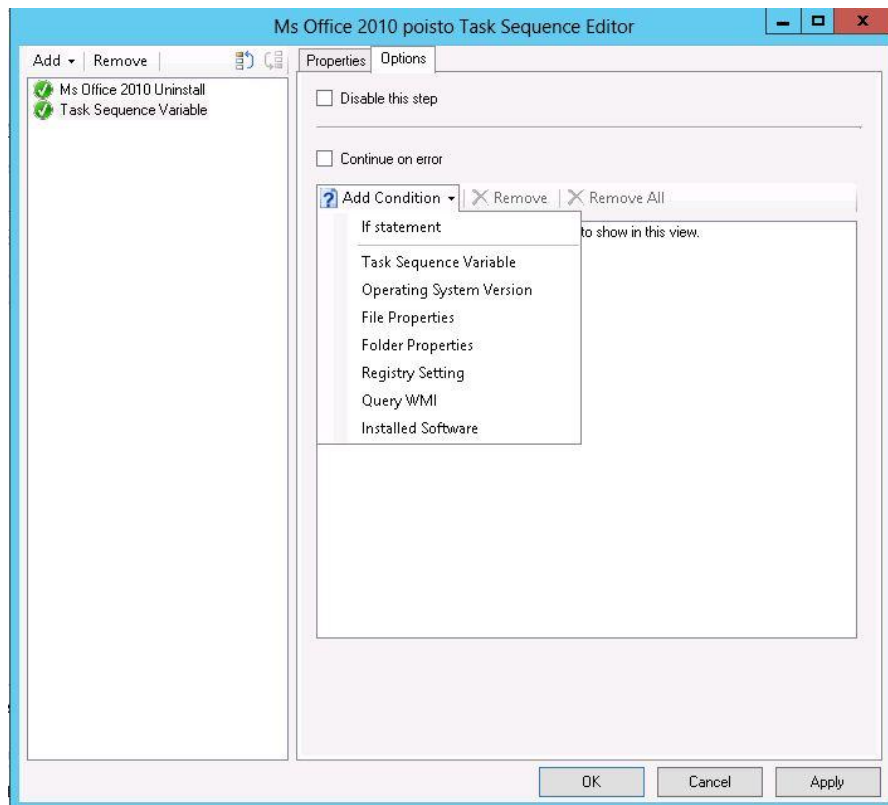 Ms Office 2010 poisto Task Sequence Editor
Add Remove
Ms Office 2010 Uninstall
Task Sequence Variable
Properties Options
Disable this step
Continue on error
Add Condition Remove Remove All
to show in this view.
If statement
Task Sequence Variable
Operating System Version
File Properties
Folder Properties
Registry Setting
Query WMI
Installed Software
OK Cancel Apply